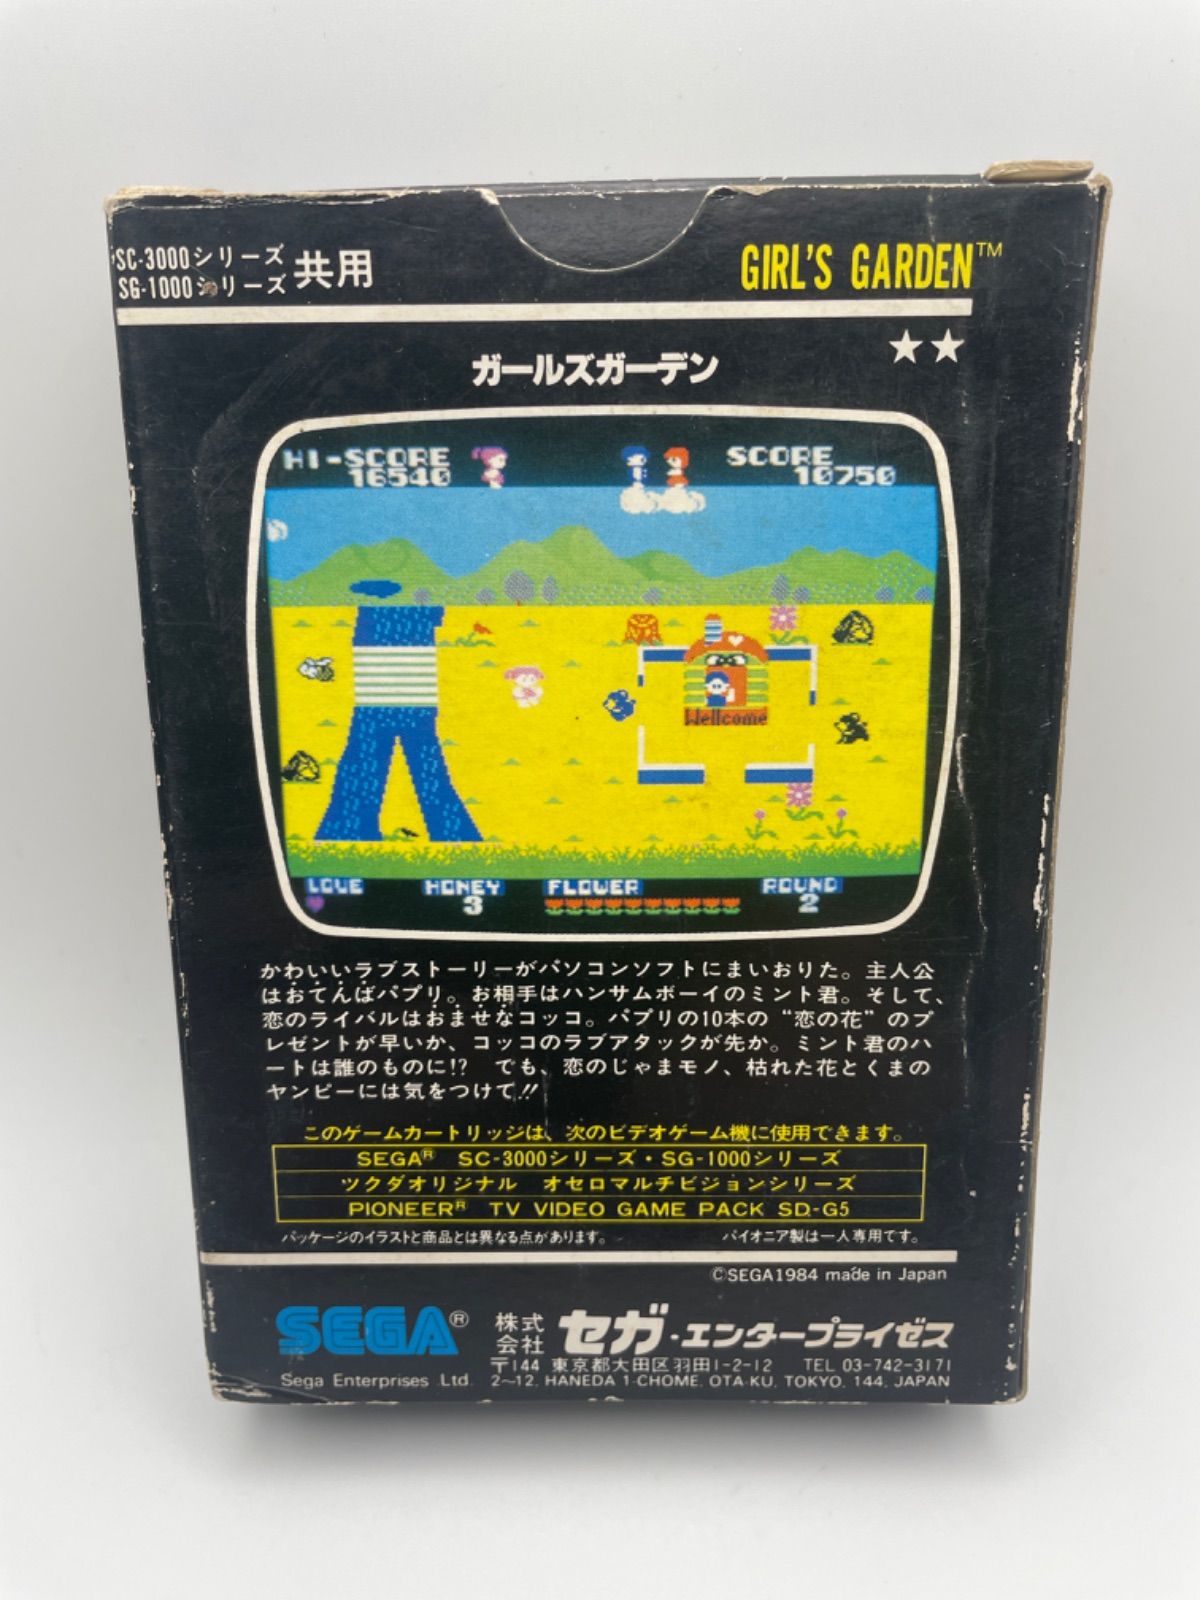 SC-3000シリーズ
SG-1000シリーズ 共用
GIRL'S GARDEN™
★★
ガールズガーデン
HI-SCORE
16540
SCORE
10750
Wellcome
LOVE HONEY FLOWER ROUND
3 2
かわいいラブストーリーがパソコンソフトにまいおりた。主人公
はおてんばパプリ。お相手はハンサムボーイのミント君。そして、
恋のライバルはおませなコッコ。パプリの10本の“恋の花”のプ
レゼントが早いか、コッコのラブアタックが先か。ミント君のハ
ートは誰のものに!? でも、恋のじゃまモノ、枯れた花とくまの
ヤンピーには気をつけて!!
このゲームカートリッジは、次のビデオゲーム機に使用できます。
SEGA® SC-3000シリーズ・SG-1000シリーズ
ツクダオリジナル オセロマルチビジョンシリーズ
PIONEER® TV VIDEO GAME PACK SD-G5
パッケージのイラストと商品とは異なる点があります。 パイオニア製は一人専用です。
©SEGA1984 made in Japan
SEGA® 株式会社 セガ・エンタープライゼス
〒144 東京都大田区羽田1-2-12 TEL 03-742-3171
Sega Enterprises Ltd. 2~12, HANEDA 1-CHOME, OTA-KU, TOKYO, 144, JAPAN